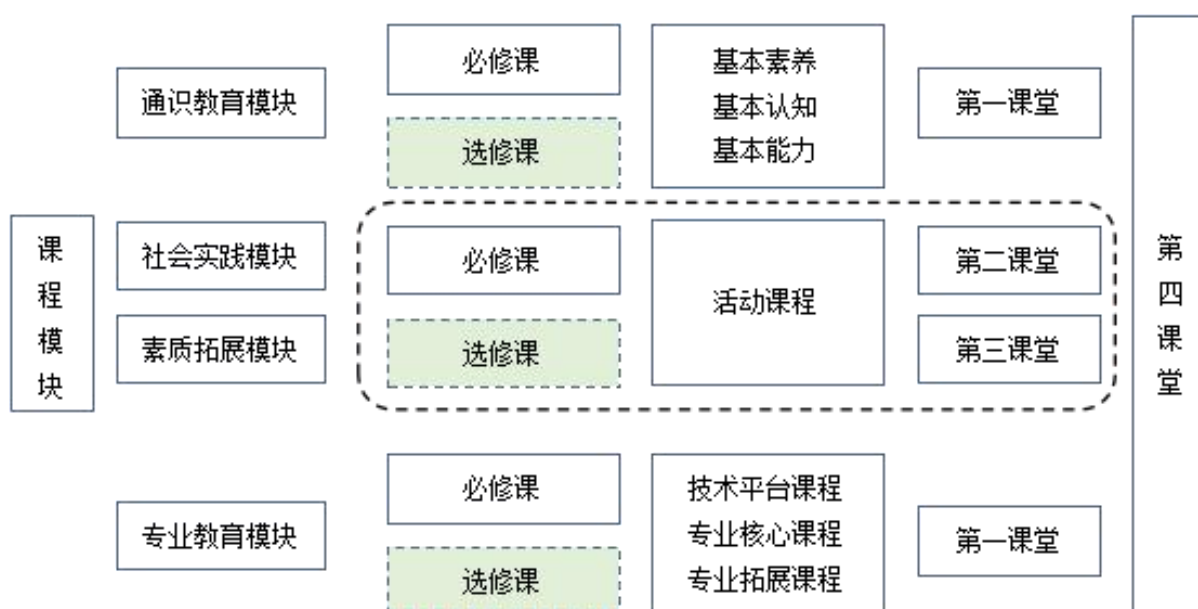 必修课
基本素养
基本认知
基本能力
通识教育模块
第一课堂
选修课
课程模块
社会实践模块
必修课
活动课程
第二课堂
第四课堂
素质拓展模块
选修课
第三课堂
必修课
技术平台课程
专业核心课程
专业拓展课程
专业教育模块
第一课堂
选修课